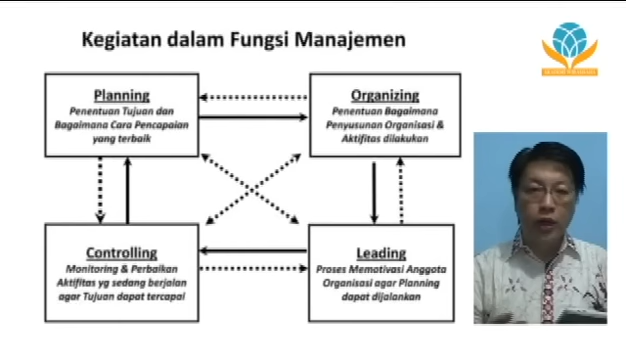 Kegiatan dalam Fungsi Manajemen
Planning
Penentuan Tujuan dan
Bagaimana Cara Pencapaian
yang terbaik
Organizing
Penentuan Bagaimana
Penyusunan Organisasi &
Aktifitas dilakukan
Controlling
Monitoring & Perbaikan
Aktifitas yg sedang berjalan
agar Tujuan dapat tercapai
Leading
Proses Memotivasi Anggota
Organisasi agar Planning
dapat dijalankan